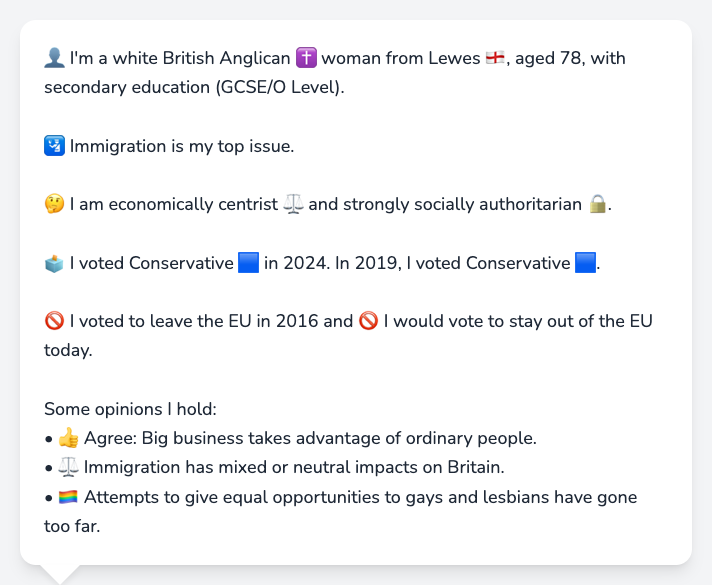 👤 I'm a white British Anglican ✝️ woman from Lewes 🏴󠁧󠁢󠁥󠁮󠁧󠁿, aged 78, with
secondary education (GCSE/O Level).
🛂 Immigration is my top issue.
🤔 I am economically centrist ⚖️ and strongly socially authoritarian 🔒.
🗳️ I voted Conservative 🟦 in 2024. In 2019, I voted Conservative 🟦.
🚫 I voted to leave the EU in 2016 and 🚫 I would vote to stay out of the EU
today.
Some opinions I hold:
• 👍 Agree: Big business takes advantage of ordinary people.
• ⚖️ Immigration has mixed or neutral impacts on Britain.
• 🏳️‍🌈 Attempts to give equal opportunities to gays and lesbians have gone
too far.